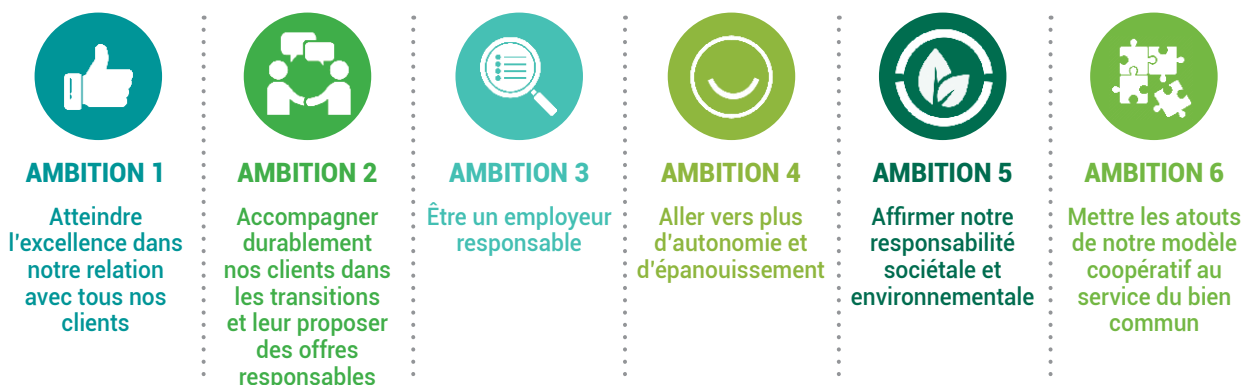 AMBITION 1
Atteindre
l'excellence dans
notre relation
avec tous nos
clients
AMBITION 2
Accompagner
durablement
nos clients dans
les transitions
et leur proposer
des offres
responsables
AMBITION 3
Être un employeur
responsable
AMBITION 4
Aller vers plus
d'autonomie et
d'épanouissement
AMBITION 5
Affirmer notre
responsabilité
sociétale et
environnementale
AMBITION 6
Mettre les atouts
de notre modèle
coopératif au
service du bien
commun